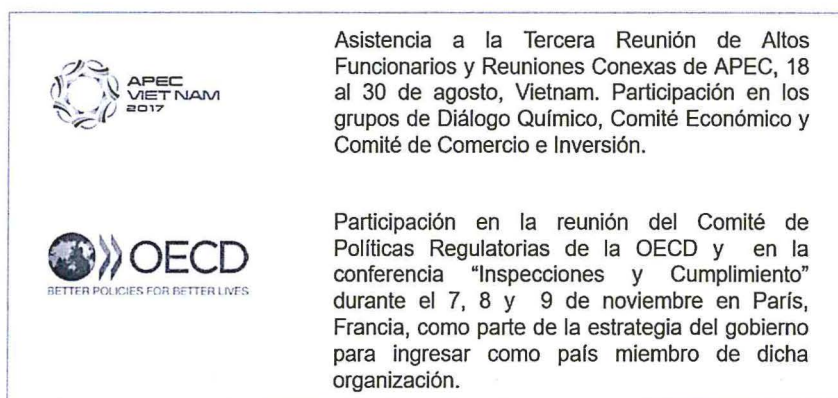 APEC
VIET NAM
2017
Asistencia a la Tercera Reunión de Altos
Funcionarios y Reuniones Conexas de APEC, 18
al 30 de agosto, Vietnam. Participación en los
grupos de Diálogo Químico, Comité Económico y
Comité de Comercio e Inversión.
OECD
BETTER POLICIES FOR BETTER LIVES
Participación en la reunión del Comité de
Políticas Regulatorias de la OECD y en la
conferencia “Inspecciones y Cumplimiento”
durante el 7, 8 y 9 de noviembre en París,
Francia, como parte de la estrategia del gobierno
para ingresar como país miembro de dicha
organización.